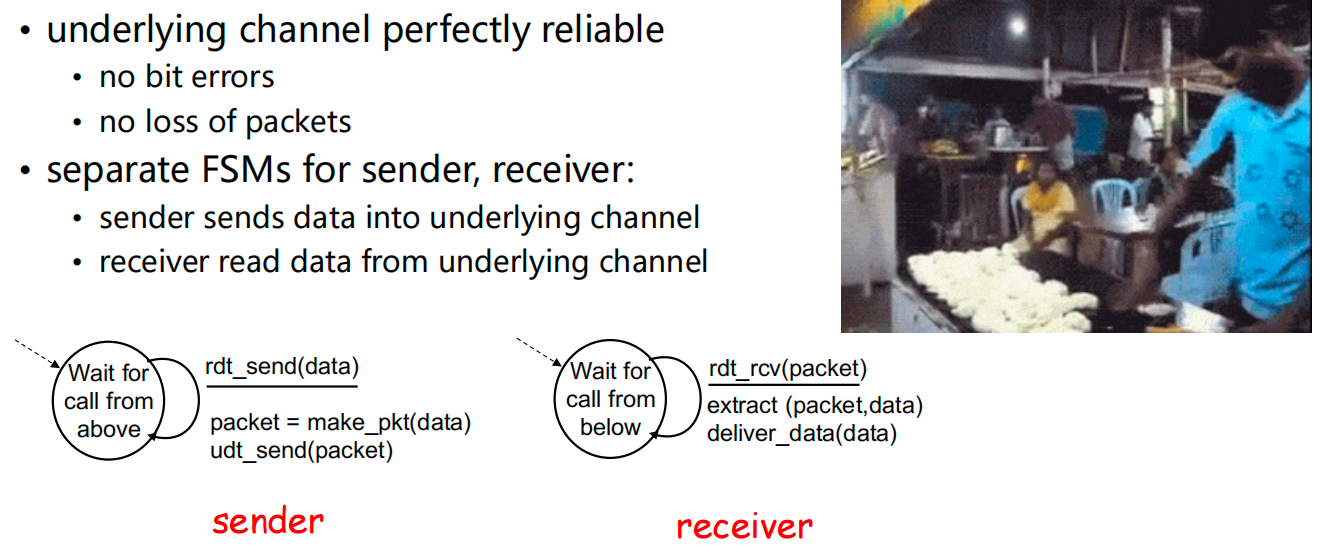 • underlying channel perfectly reliable
• no bit errors
• no loss of packets
• separate FSMs for sender, receiver:
• sender sends data into underlying channel
• receiver read data from underlying channel
Wait for
call from
above
rdt_send(data)
packet = make_pkt(data)
udt_send(packet)
sender
Wait for
call from
below
rdt_rcv(packet)
extract (packet,data)
deliver_data(data)
receiver